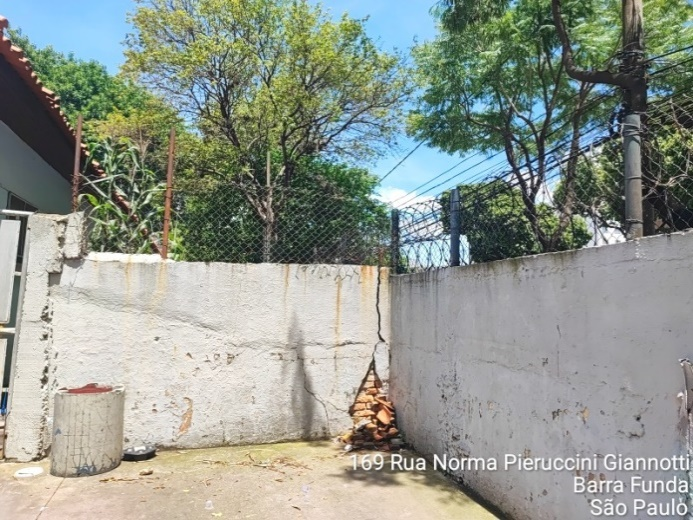 169 Rua Norma Pieruccini Giannotti
Barra Funda
São Paulo